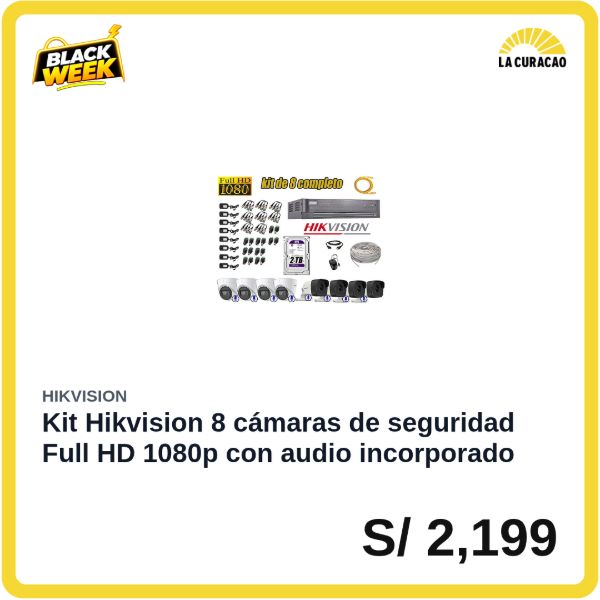 BLACK
WEEK
LA CURACAO
Full HD
1080
kit de 8 completo
HIKVISION
2TB
HIKVISION
Kit Hikvision 8 cámaras de seguridad
Full HD 1080p con audio incorporado
S/ 2,199